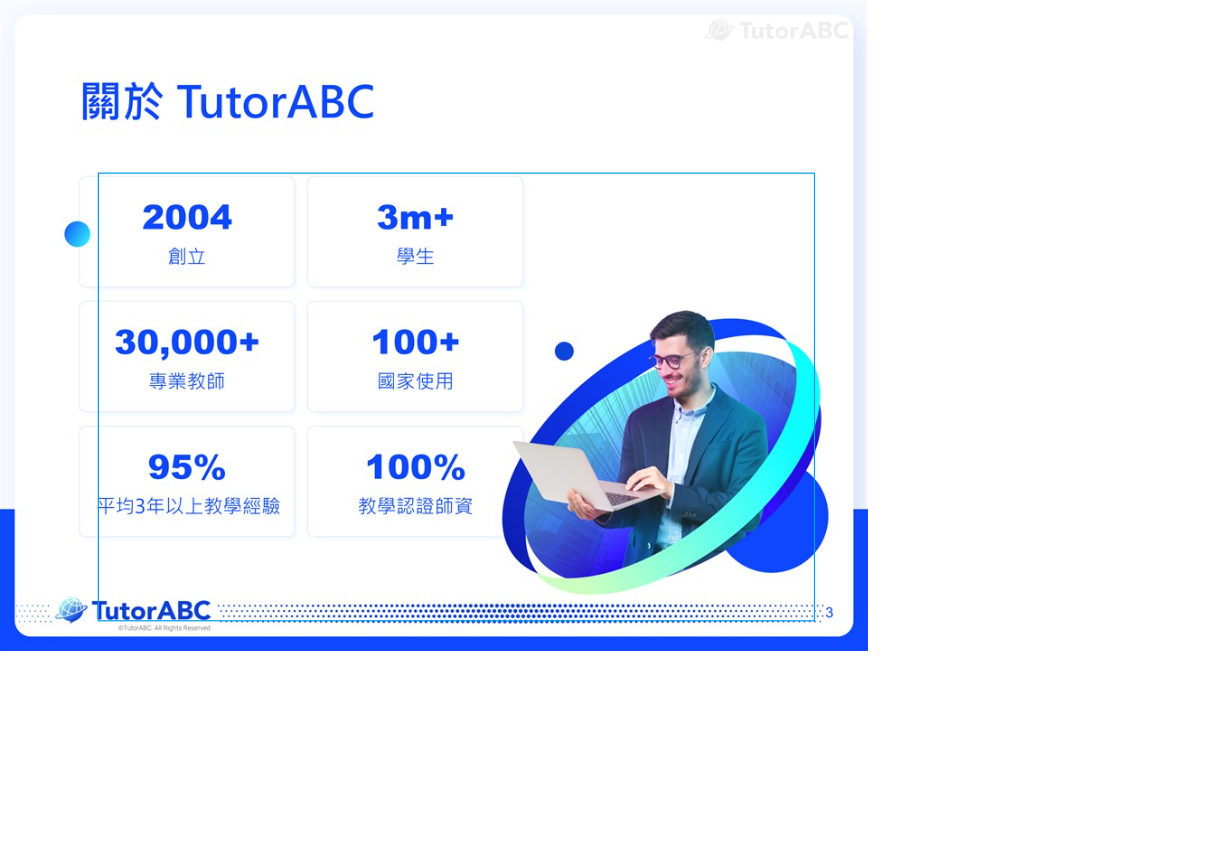 TutorABC
關於 TutorABC
2004
創立
3m+
學生
30,000+
專業教師
100+
國家使用
95%
平均3年以上教學經驗
100%
教學認證師資
TutorABC
©TutorABC. All Rights Reserved
3